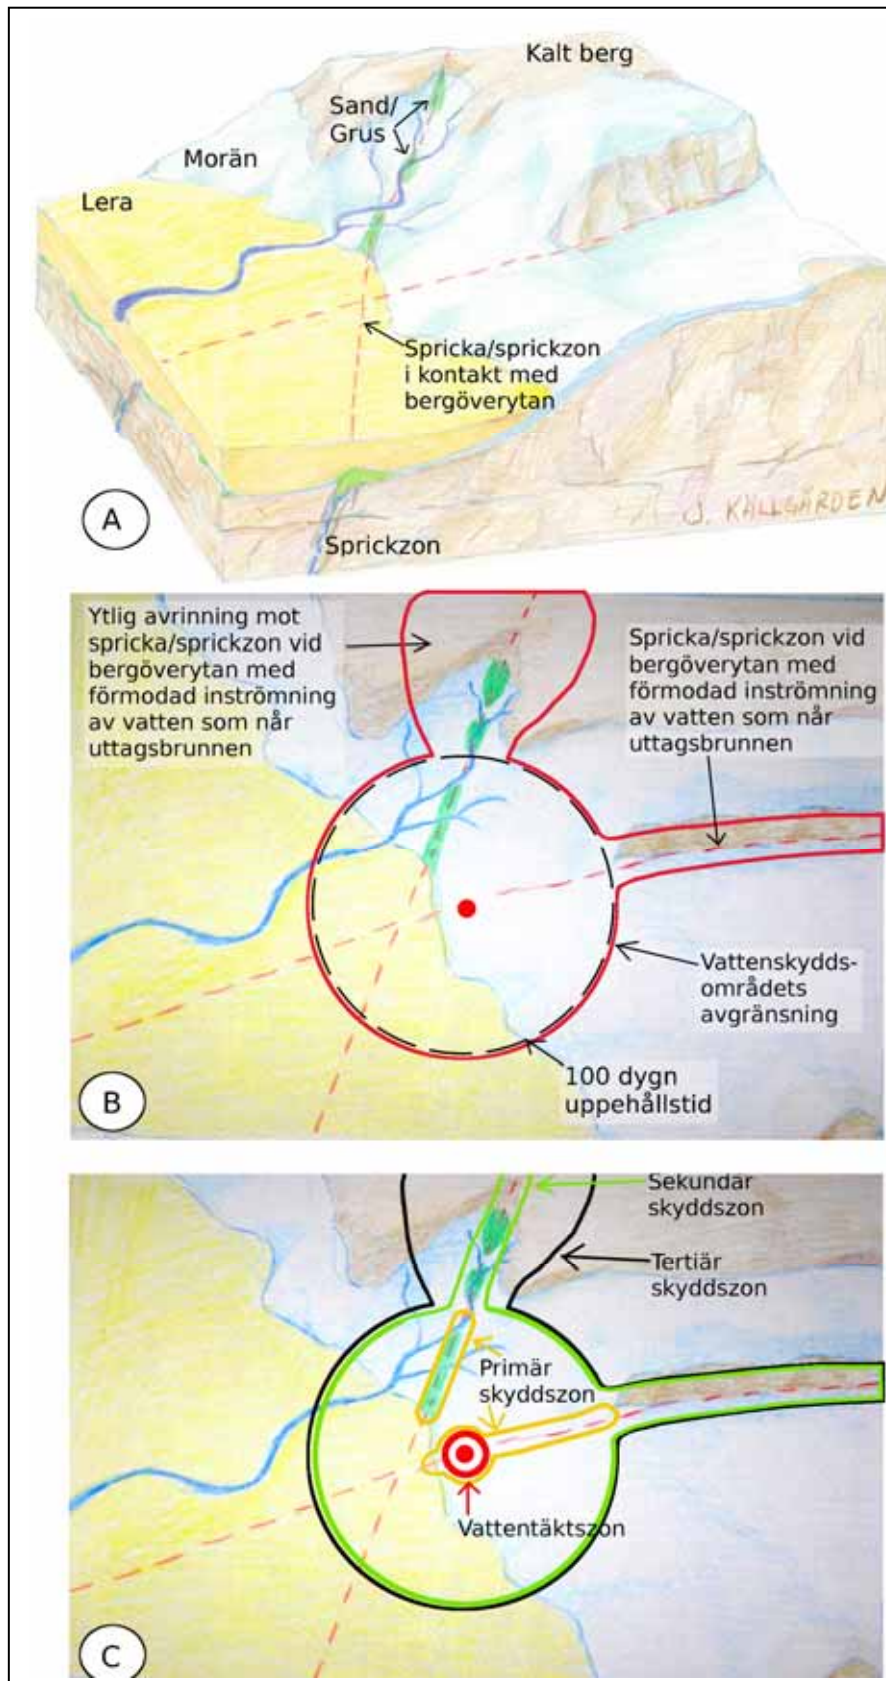 Kalt berg
Sand/
Grus
Morän
Lera
Spricka/sprickzon
i kontakt med
bergöverytan
J. KÄLLGÅRDEN
A
Sprickzon
Ytlig avrinning mot
spricka/sprickzon vid
bergöverytan med
förmodad inströmning
av vatten som når
uttagsbrunnen
Spricka/sprickzon vid
bergöverytan med
förmodad inströmning
av vatten som når
uttagsbrunnen
Vattenskydds-
områdets
avgränsning
100 dygn
uppehållstid
B
Sekundär
skyddszon
Tertiär
skyddszon
Primär
skyddszon
Vattentäktszon
C